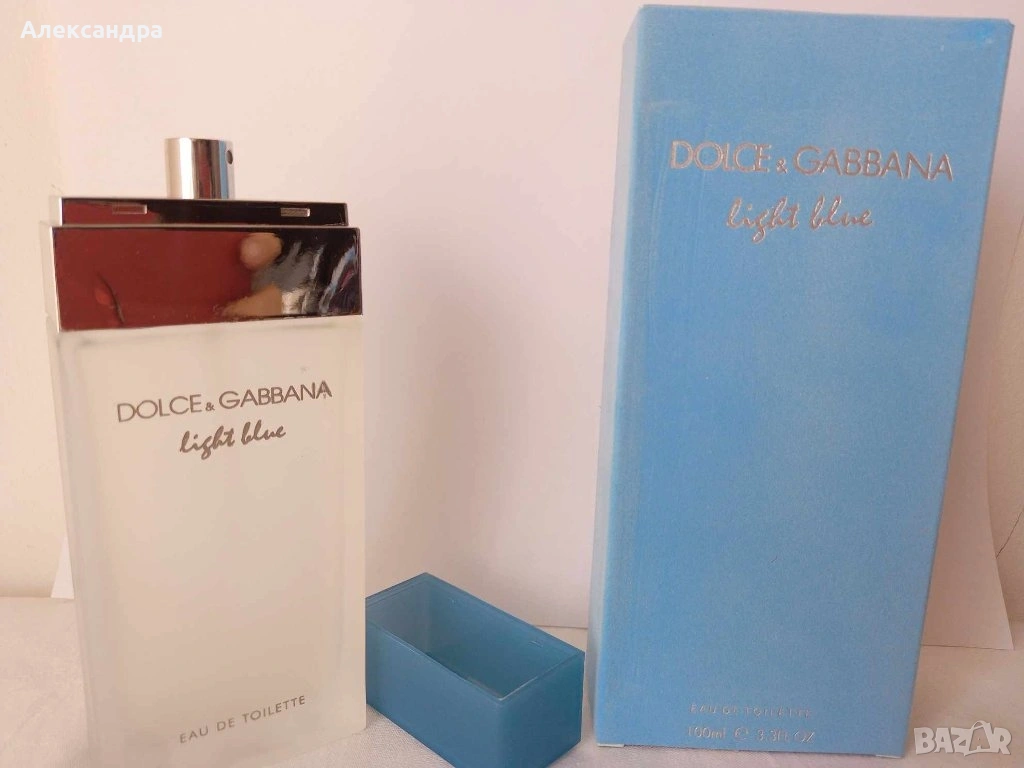 Александра
DOLCE & GABBANA
light blue
EAU DE TOILETTE
DOLCE & GABBANA
light blue
EAU DE TOILETTE
100ml ℮ 3.3FL OZ
BAZAR